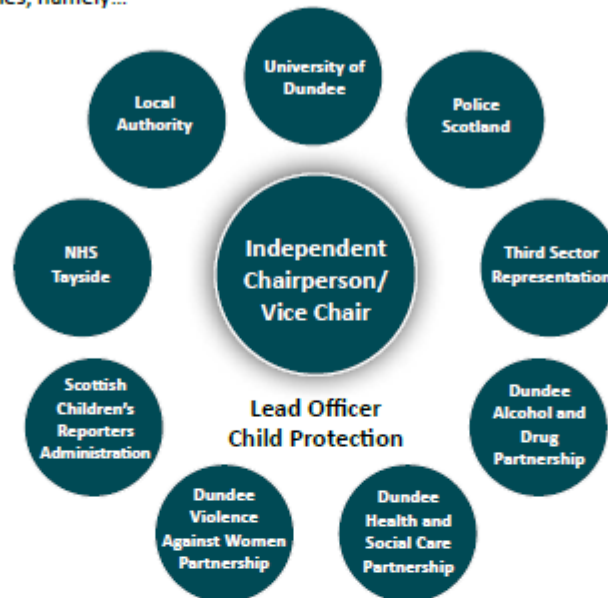 University of
Dundee
Local
Authority
Police
Scotland
NHS
Tayside
Independent
Chairperson/
Vice Chair
Third Sector
Representation
Scottish
Children's
Reporters
Administration
Lead Officer
Child Protection
Dundee
Alcohol and
Drug
Partnership
Dundee
Violence
Against Women
Partnership
Dundee
Health and
Social Care
Partnership